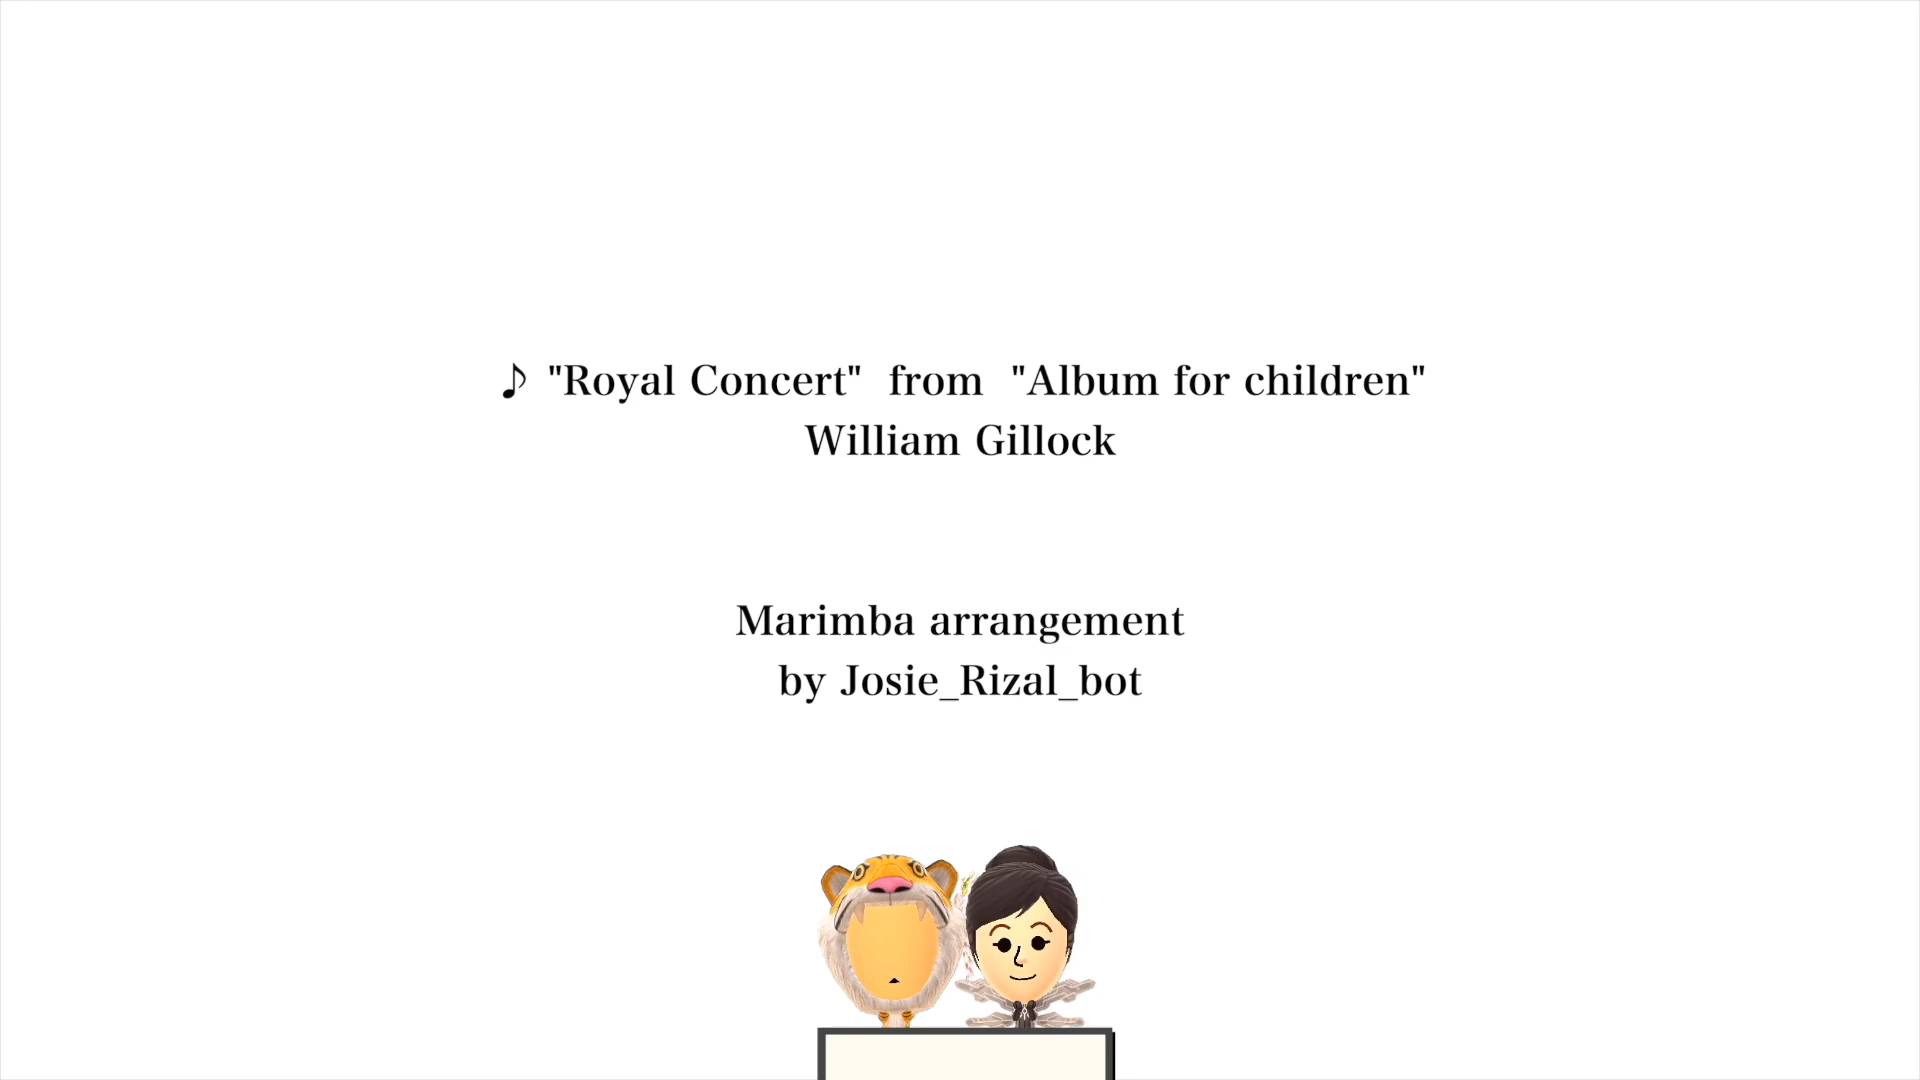 ♪ "Royal Concert" from "Album for children"
William Gillock
Marimba arrangement
by Josie_Rizal_bot